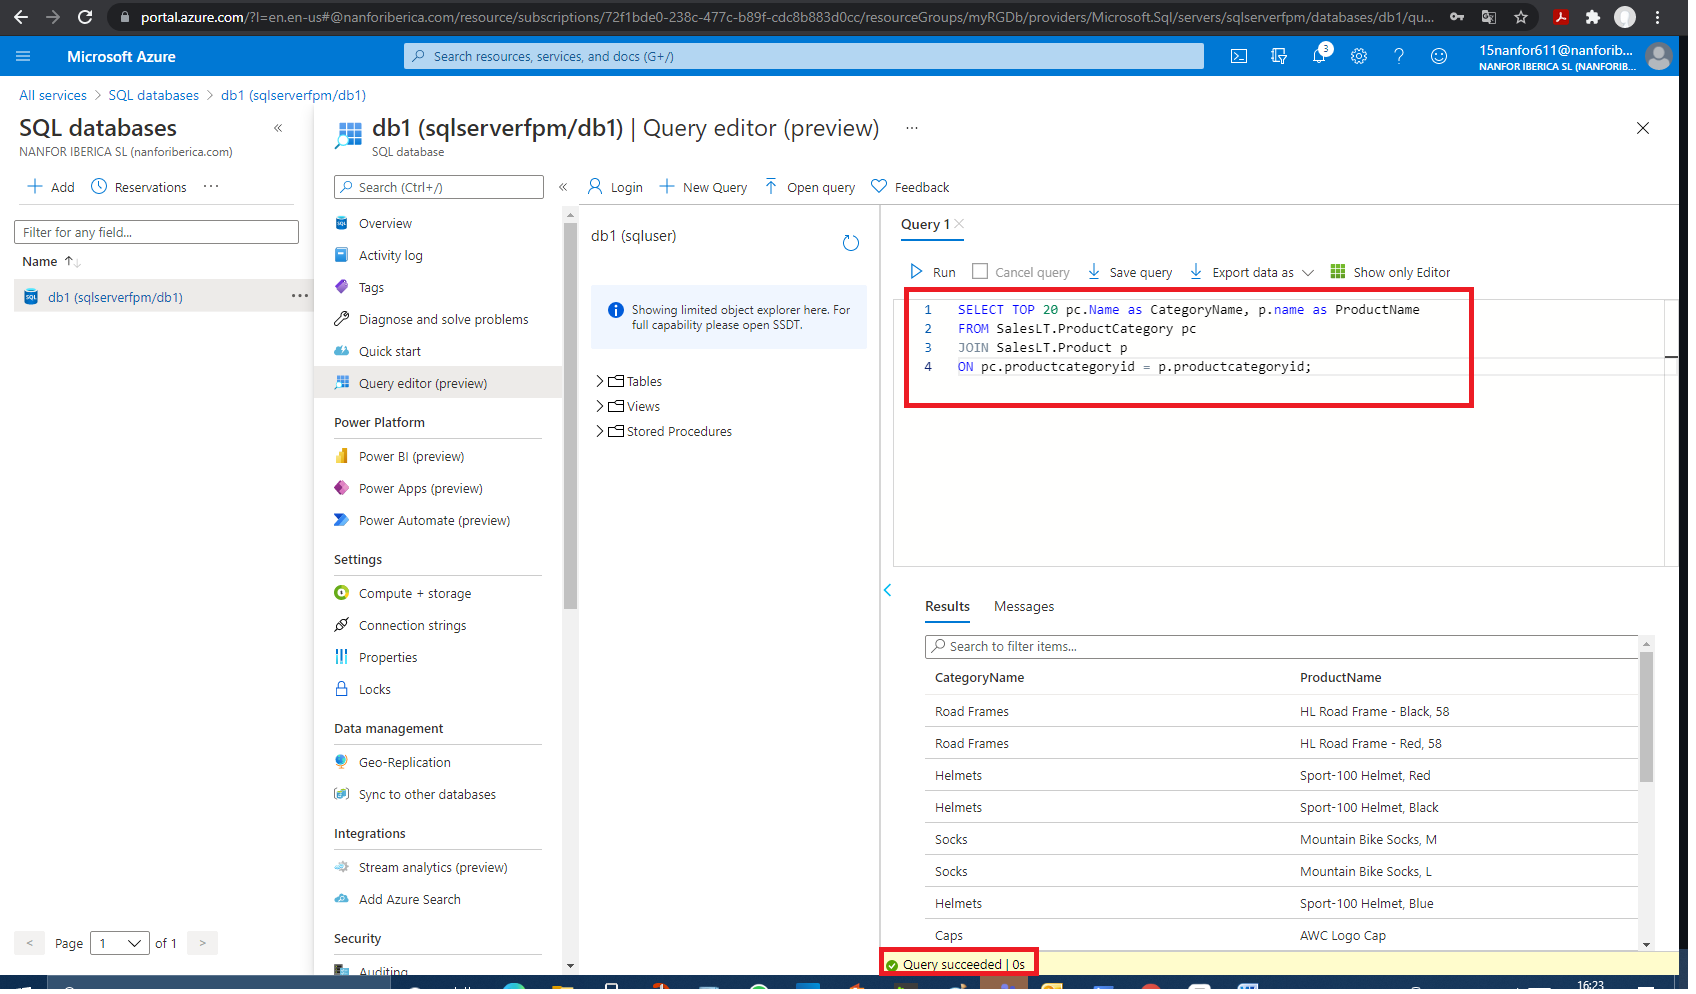 portal.azure.com/?l=en.en-us#@nanforiberica.com/resource/subscriptions/72f1bde0-238c-477c-b89f-cdc8b883d0cc/resourceGroups/myRGDb/providers/Microsoft.Sql/servers/sqlserverfpm/databases/db1/qu...
Microsoft Azure
Search resources, services, and docs (G+/)
3
15nanfor611@nanforib...
NANFOR IBERICA SL (NANFORIB...
All services > SQL databases > db1 (sqlserverfpm/db1)
SQL databases
NANFOR IBERICA SL (nanforiberica.com)
+ Add Reservations ...
Filter for any field...
Name
db1 (sqlserverfpm/db1) ...
< Page 1 of 1 >
db1 (sqlserverfpm/db1) | Query editor (preview) ...
SQL database
Search (Ctrl+/)
Overview
Activity log
Tags
Diagnose and solve problems
Quick start
Query editor (preview)
Power Platform
Power BI (preview)
Power Apps (preview)
Power Automate (preview)
Settings
Compute + storage
Connection strings
Properties
Locks
Data management
Geo-Replication
Sync to other databases
Integrations
Stream analytics (preview)
Add Azure Search
Security
Auditing
Login New Query Open query Feedback
db1 (sqluser)
Showing limited object explorer here. For
full capability please open SSDT.
Tables
Views
Stored Procedures
Query 1
Run Cancel query Save query Export data as Show only Editor
1 SELECT TOP 20 pc.Name as CategoryName, p.name as ProductName
2 FROM SalesLT.ProductCategory pc
3 JOIN SalesLT.Product p
4 ON pc.productcategoryid = p.productcategoryid;
Results Messages
Search to filter items...
CategoryName ProductName
Road Frames HL Road Frame - Black, 58
Road Frames HL Road Frame - Red, 58
Helmets Sport-100 Helmet, Red
Helmets Sport-100 Helmet, Black
Socks Mountain Bike Socks, M
Socks Mountain Bike Socks, L
Helmets Sport-100 Helmet, Blue
Caps AWC Logo Cap
Query succeeded | 0s
16:23